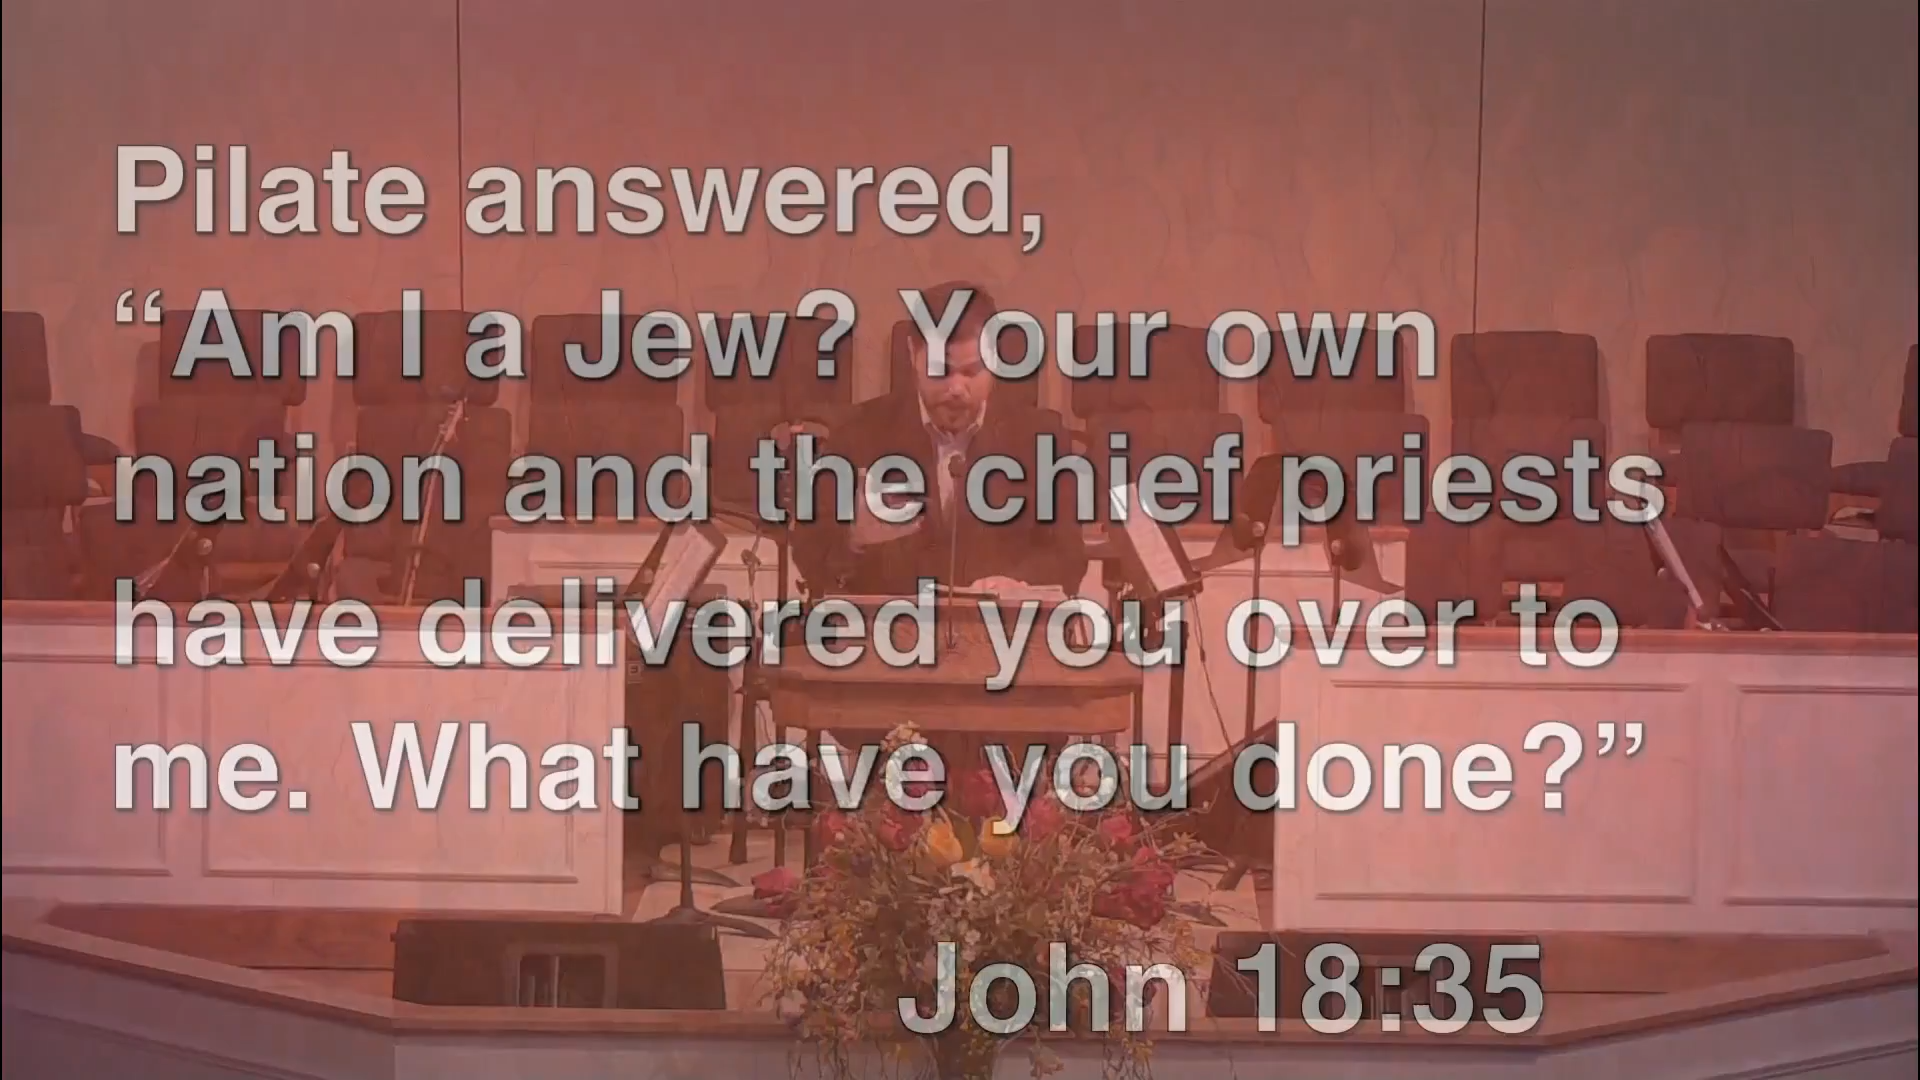 Pilate answered,
“Am I a Jew? Your own
nation and the chief priests
have delivered you over to
me. What have you done?”
John 18:35